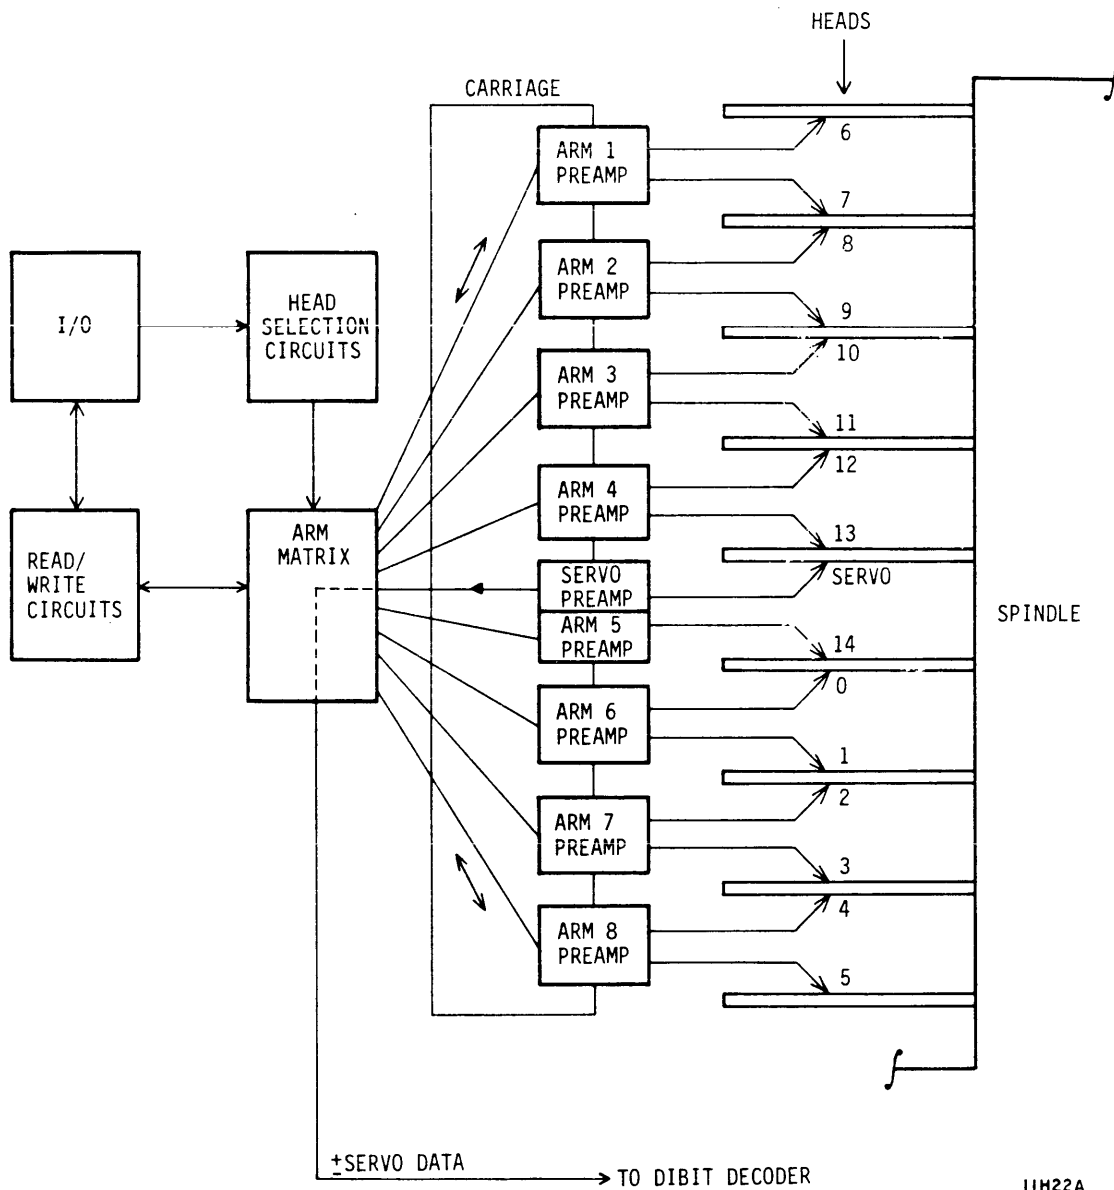 HEADS
CARRIAGE
6
ARM 1
PREAMP
7
8
ARM 2
PREAMP
I/O
HEAD
SELECTION
CIRCUITS
9
10
ARM 3
PREAMP
11
12
ARM 4
PREAMP
ARM
MATRIX
READ/
WRITE
CIRCUITS
13
SERVO
SERVO
PREAMP
ARM 5
PREAMP
SPINDLE
14
0
ARM 6
PREAMP
1
2
ARM 7
PREAMP
3
4
ARM 8
PREAMP
5
±SERVO DATA
TO DIBIT DECODER
11H22A